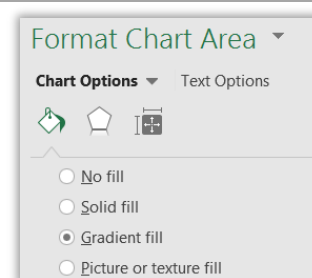 Format Chart Area
Chart Options Text Options
No fill
Solid fill
Gradient fill
Picture or texture fill